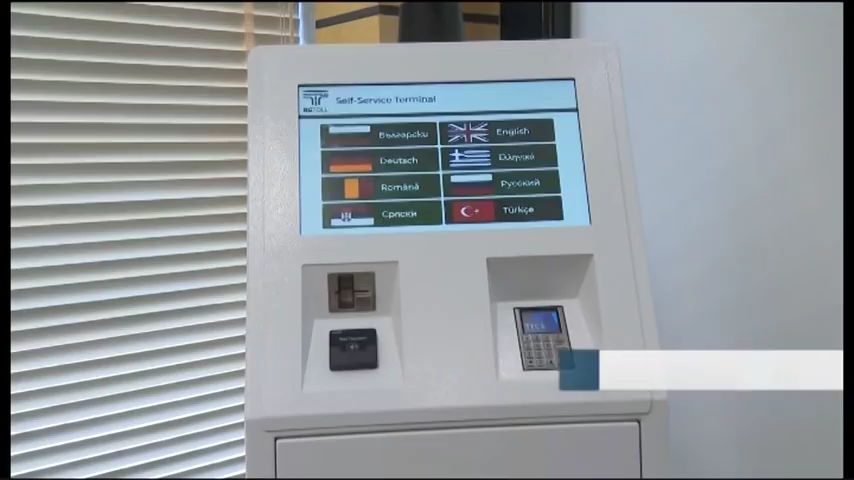 BGTOLL
Self-Service Terminal
Български
English
Deutsch
Ελληνικά
Română
Русский
Српски
Türkçe